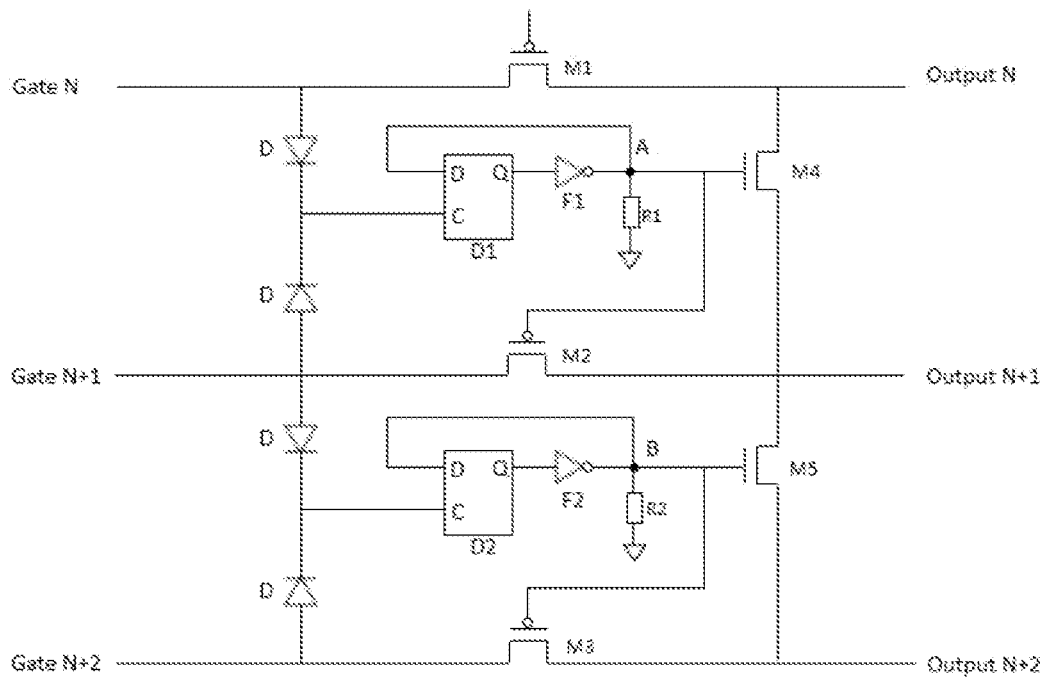 Gate N
M1
Output N
D
A
D Q
F1
M4
C
R1
D1
D
M2
Gate N+1
Output N+1
D
B
D Q
F2
M5
C
R2
D2
D
M3
Gate N+2
Output N+2